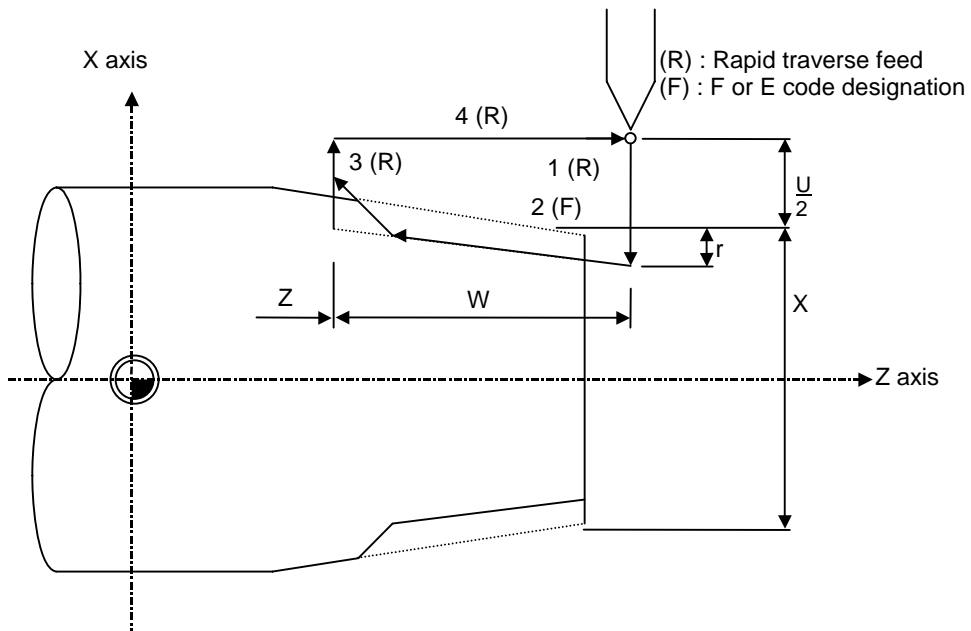 X axis
(R) : Rapid traverse feed
(F) : F or E code designation
4 (R)
3 (R)
1 (R)
U
2
2 (F)
r
Z
W
X
Z axis